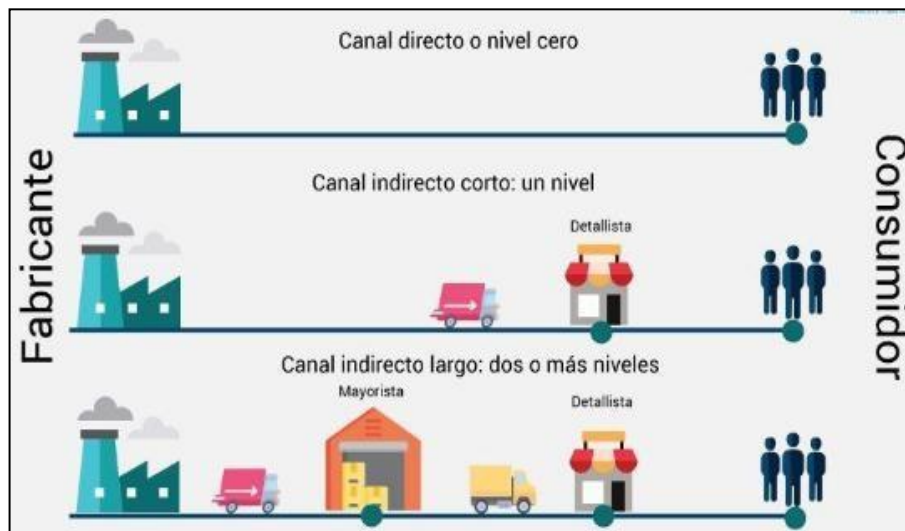 Canal directo o nivel cero
Fabricante
Consumidor
Canal indirecto corto: un nivel
Detallista
Canal indirecto largo: dos o más niveles
Mayorista
Detallista